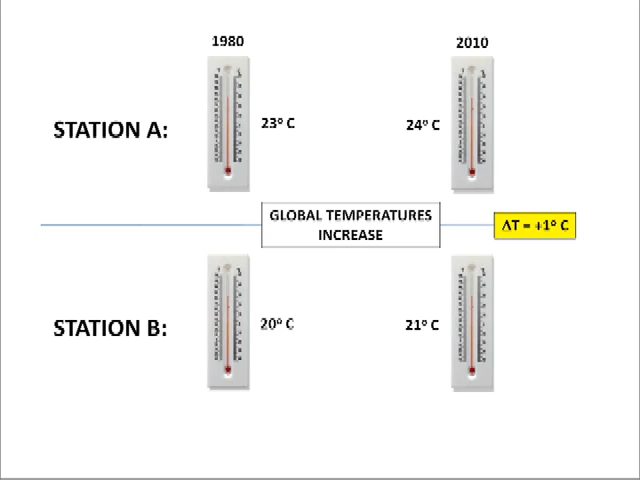 1980
2010
STATION A:
23° C
24° C
GLOBAL TEMPERATURES
INCREASE
ΔT = +1° C
STATION B:
20° C
21° C